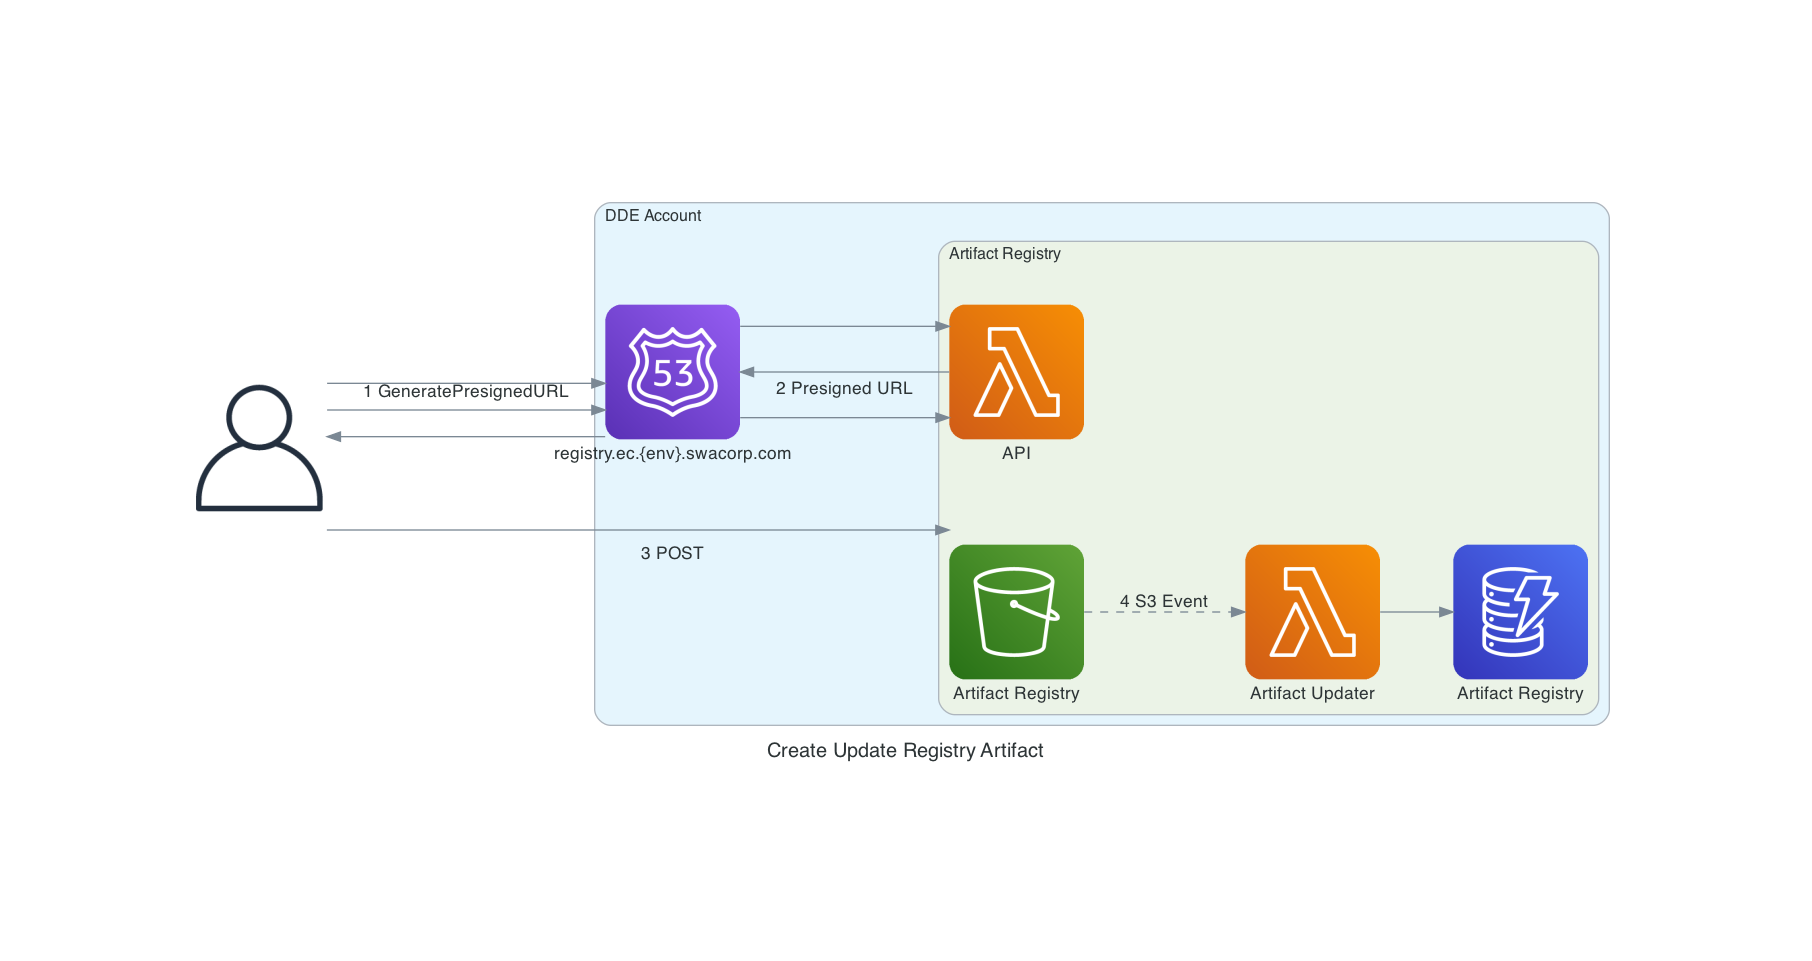 DDE Account
Artifact Registry
53
1 GeneratePresignedURL
2 Presigned URL
registry.ec.{env}.swacorp.com
API
3 POST
4 S3 Event
Artifact Registry
Artifact Updater
Artifact Registry
Create Update Registry Artifact